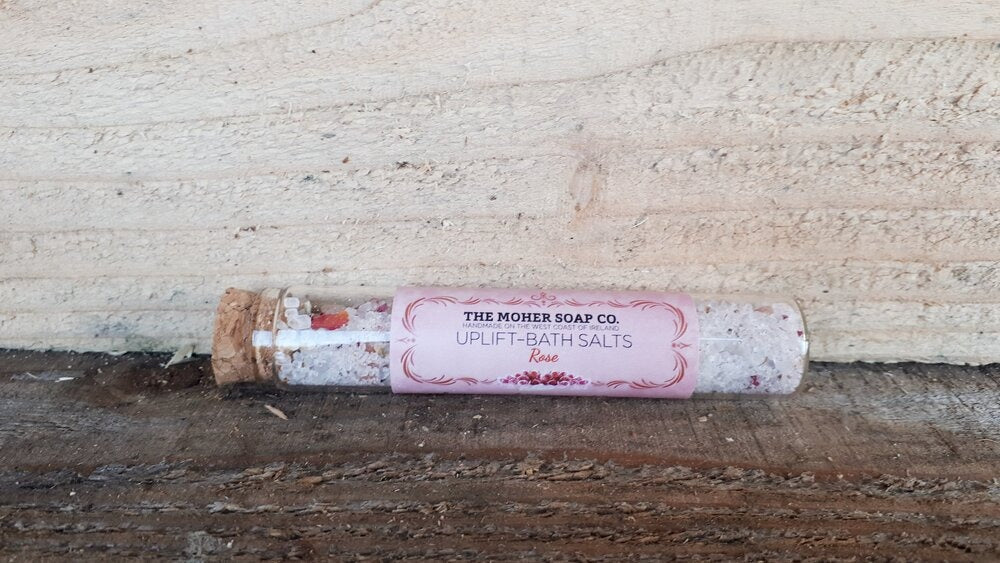 THE MOHER SOAP CO.
HANDMADE ON THE WEST COAST OF IRELAND
UPLIFT-BATH SALTS
Rose